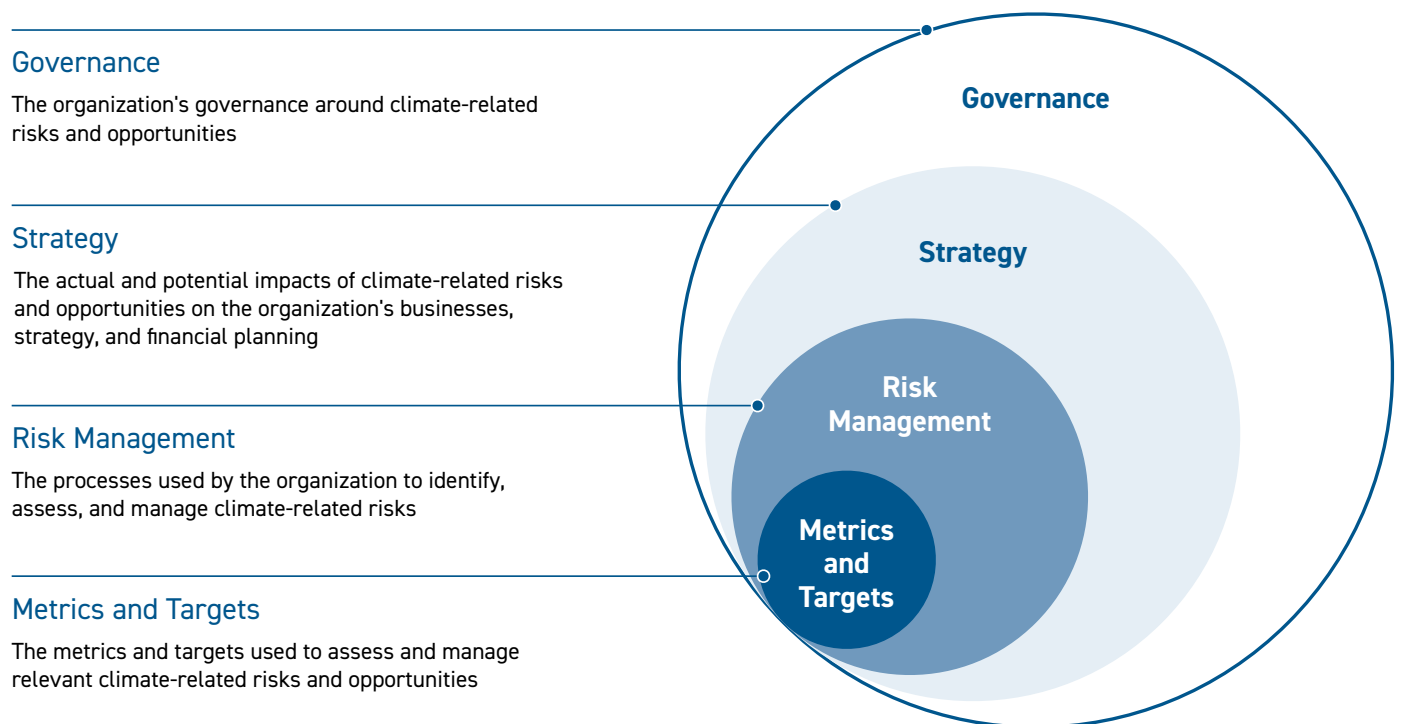 Governance
The organization's governance around climate-related
risks and opportunities
Strategy
The actual and potential impacts of climate-related risks
and opportunities on the organization's businesses,
strategy, and financial planning
Risk Management
The processes used by the organization to identify,
assess, and manage climate-related risks
Metrics and Targets
The metrics and targets used to assess and manage
relevant climate-related risks and opportunities
Governance
Strategy
Risk
Management
Metrics
and
Targets